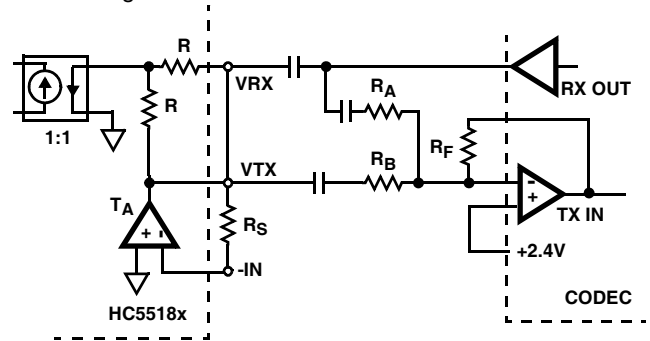 R
VRX
RX OUT
RA
R
1:1
RB
RF
VTX
TA
+ -
RS
-
+
TX IN
-IN
+2.4V
HC5518x
CODEC